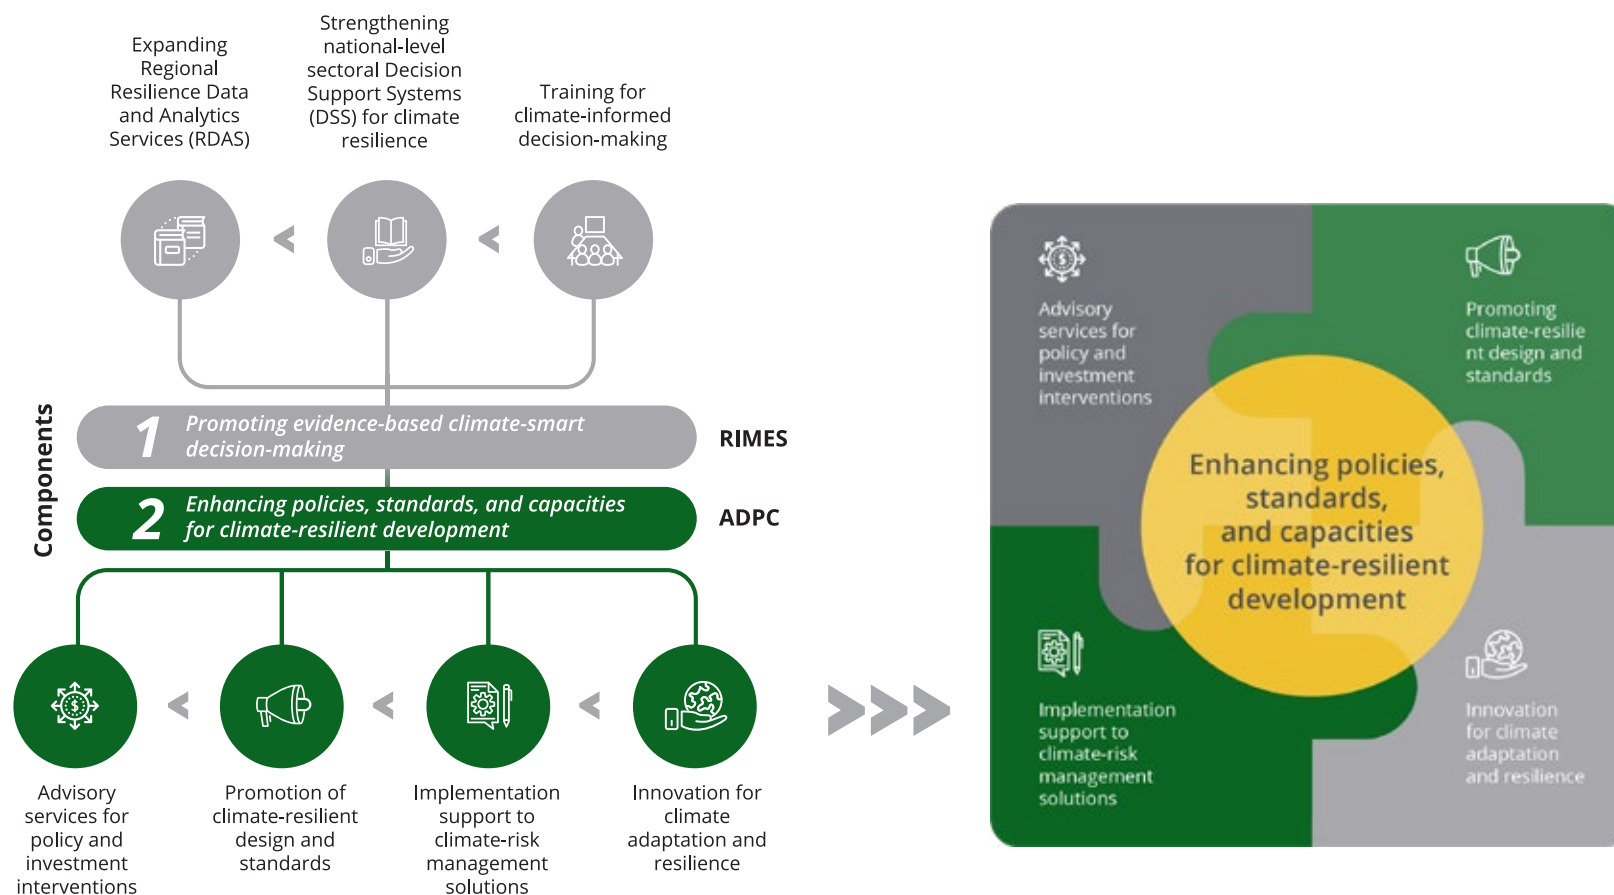 Expanding
Regional
Resilience Data
and Analytics
Services (RDAS)
Strengthening
national-level
sectoral Decision
Support Systems
(DSS) for climate
resilience
Training for
climate-informed
decision-making
Components
1
Promoting evidence-based climate-smart
decision-making
RIMES
2
Enhancing policies, standards, and capacities
for climate-resilient development
ADPC
Advisory
services for
policy and
investment
interventions
Promotion of
climate-resilient
design and
standards
Implementation
support to
climate-risk
management
solutions
Innovation for
climate
adaptation and
resilience
Advisory
services for
policy and
investment
interventions
Promoting
climate-resilie
nt design and
standards
Enhancing policies,
standards,
and capacities
for climate-resilient
development
Implementation
support to
climate-risk
management
solutions
Innovation
for climate
adaptation
and resilience